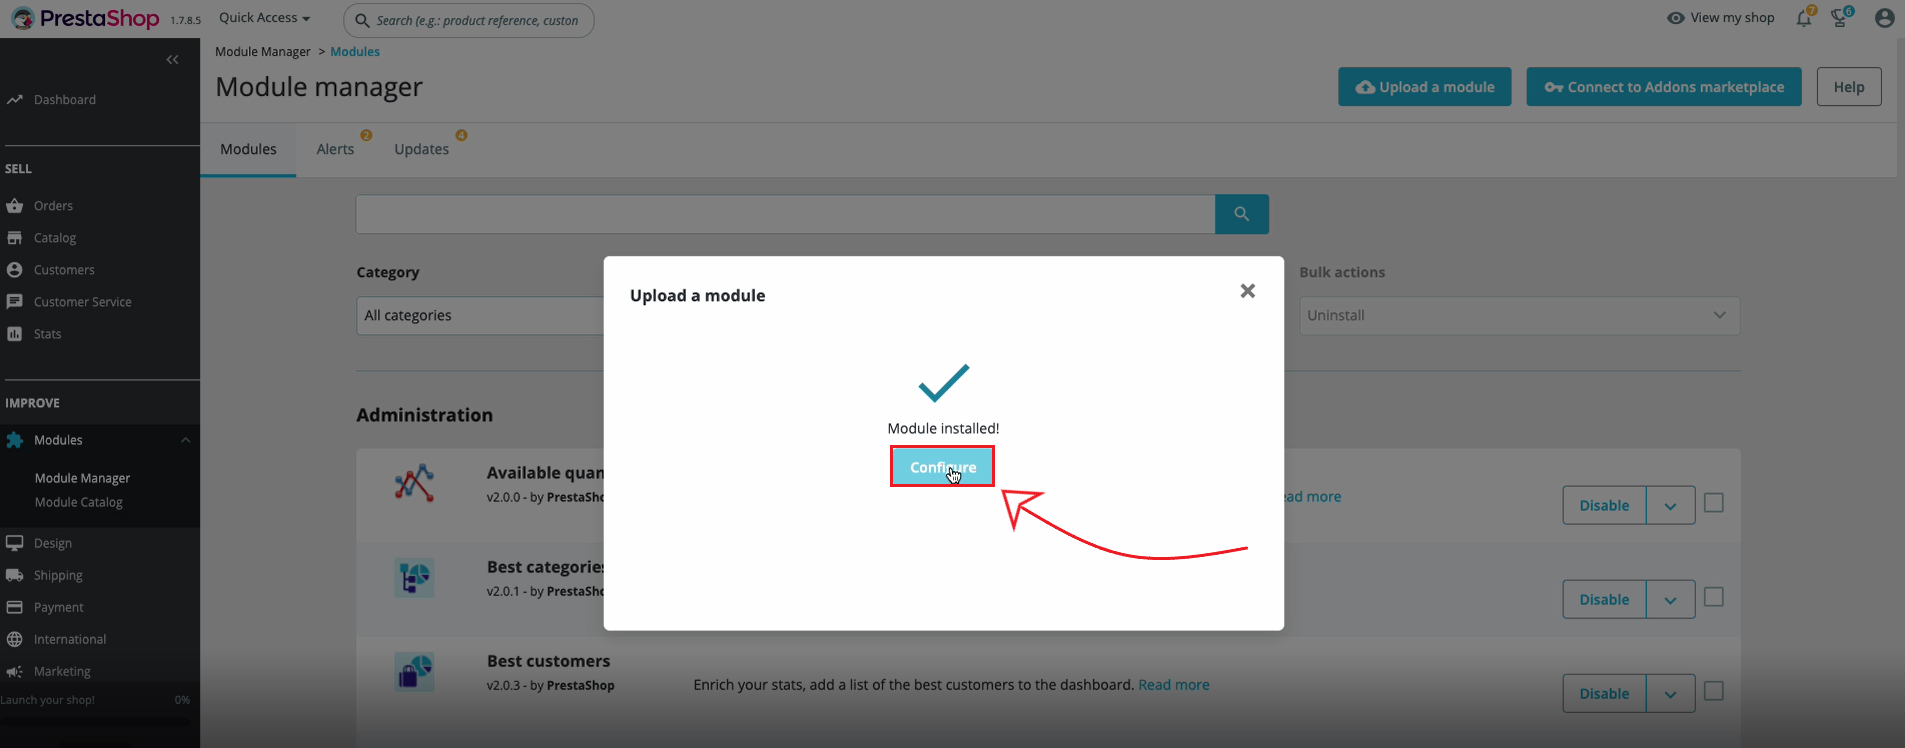 PrestaShop 1.7.8.5 Quick Access Search (e.g.: product reference, custon View my shop 7 6
Module Manager > Modules
Module manager
Upload a module Connect to Addons marketplace Help
Dashboard
Modules Alerts 2 Updates 4
SELL
Orders
Catalog
Customers
Customer Service
Stats
IMPROVE
Modules
Module Manager
Module Catalog
Design
Shipping
Payment
International
Marketing
Launch your shop! 0%
Category
All categories
Bulk actions
Uninstall
Upload a module
Module installed!
Configure
Administration
Available quan
v2.0.0 - by PrestaSho
ead more
Disable
Best categories
v2.0.1 - by PrestaSho
Disable
Best customers
v2.0.3 - by PrestaShop
Enrich your stats, add a list of the best customers to the dashboard. Read more
Disable